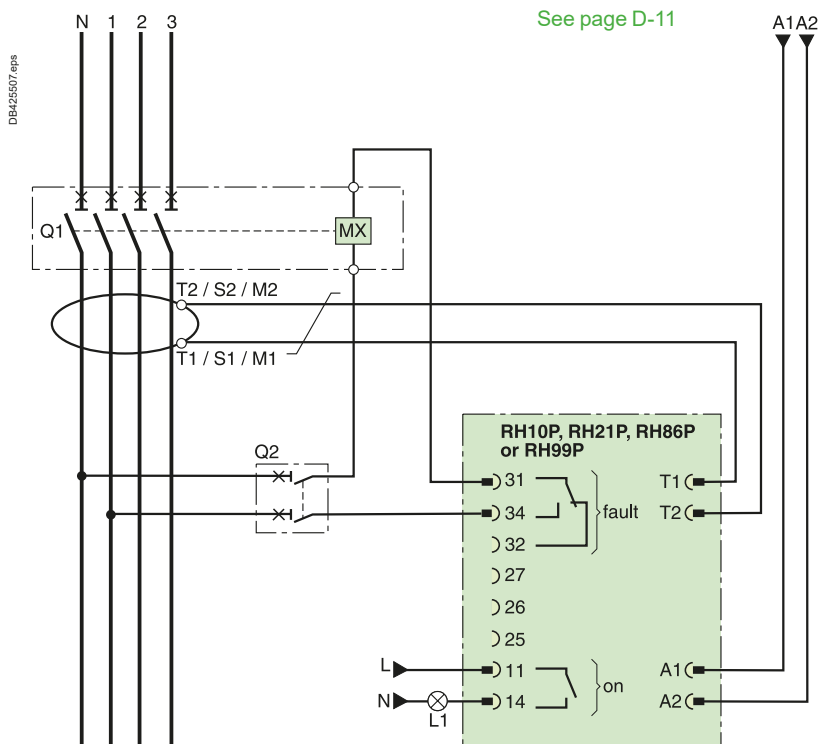 See page D-11
N 1 2 3
A1 A2
DB425507.eps
Q1
MX
T2 / S2 / M2
T1 / S1 / M1
Q2
RH10P, RH21P, RH86P
or RH99P
31
T1
34
fault
T2
32
27
26
25
L
11
A1
on
N
L1
14
A2